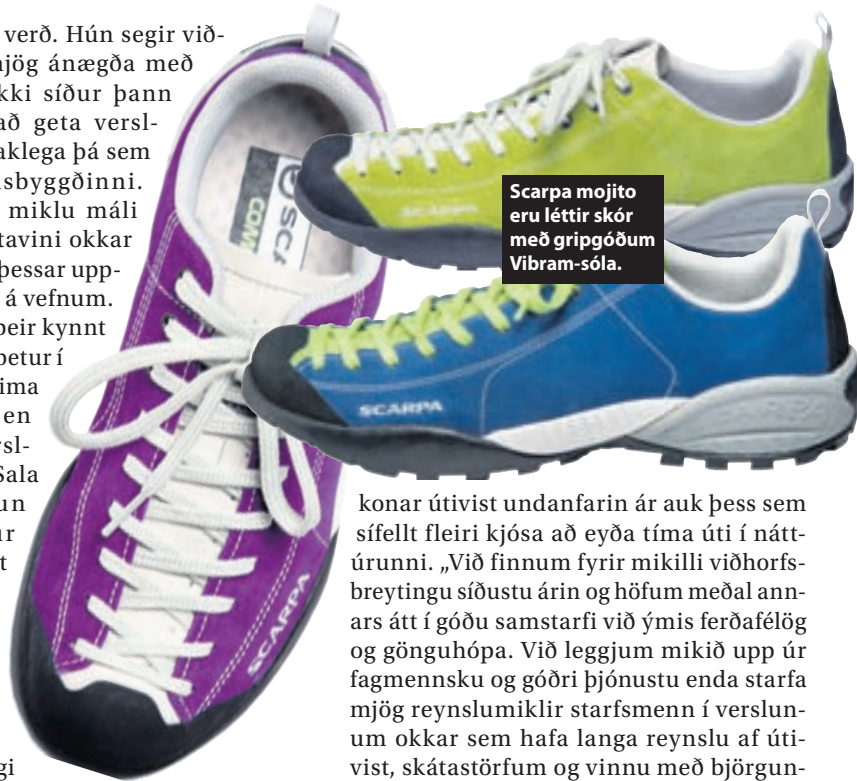 verð. Hún segir við-
mjög ánægða með
ekki síður þann
að geta versl-
aklega þá sem
sbyggðinni.
miklu máli
tavini okkar
þessar upp-
á vefnum.
þeir kynnt
betur í
ima
en
rsl-
Sala
un
ur
t
gi
SCARPA
SCARPA
SCARPA
Scarpa mojito
eru léttir skór
með gripgóðum
Vibram-sóla.
konar útivist undanfarin ár auk þess sem
sífellt fleiri kjósa að eyða tíma úti í nátt-
úrunni. „Við finnum fyrir mikilli viðhorfs-
breytingu síðustu árin og höfum meðal ann-
ars átt í góðu samstarfi við ýmis ferðafélög
og gönguhópa. Við leggjum mikið upp úr
fagmennsku og góðri þjónustu enda starfa
mjög reynslumiklir starfsmenn í verslun-
um okkar sem hafa langa reynslu af úti-
vist, skátastörfum og vinnu með björgun-